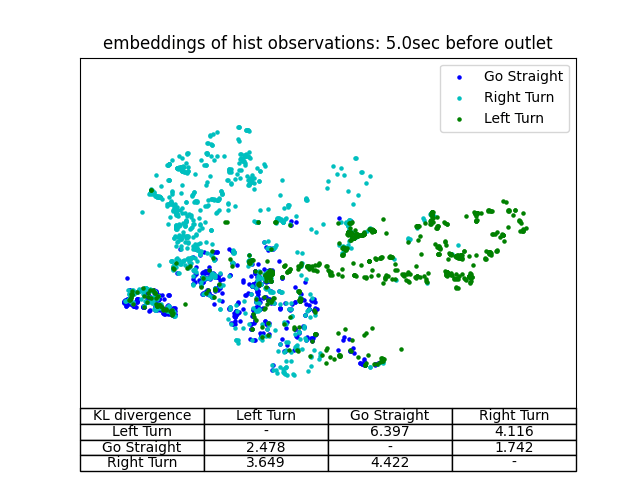 embeddings of hist observations: 5.0sec before outlet
Go Straight
Right Turn
Left Turn
KL divergence Left Turn Go Straight Right Turn
Left Turn - 6.397 4.116
Go Straight 2.478 - 1.742
Right Turn 3.649 4.422 -